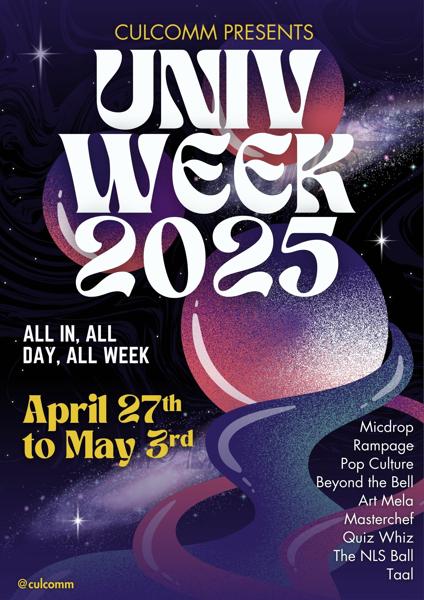 CULCOMM PRESENTS
UNIV
WEEK
2025
ALL IN, ALL
DAY, ALL WEEK
April 27th
to May 3rd
Micdrop
Rampage
Pop Culture
Beyond the Bell
Art Mela
Masterchef
Quiz Whiz
The NLS Ball
Taal
@culcomm